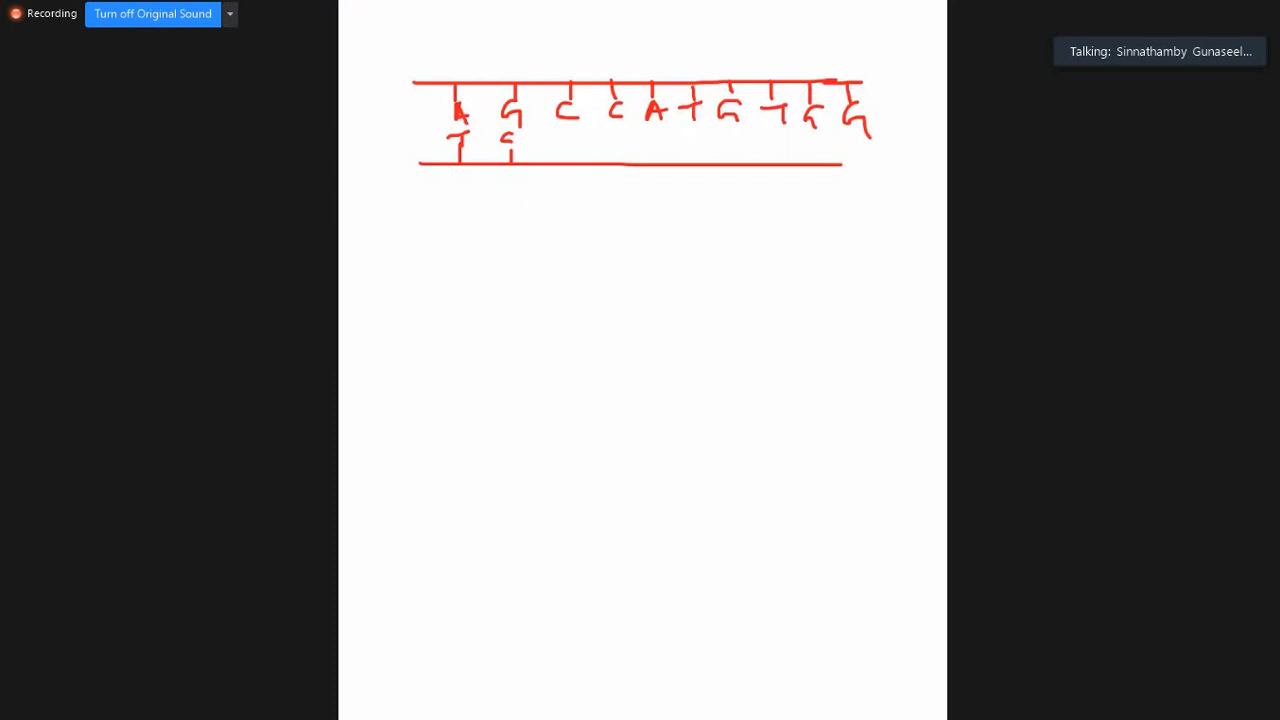 Recording Turn off Original Sound
Talking: Sinnathamby Gunaseel...
A G C C A T G T G G
T C